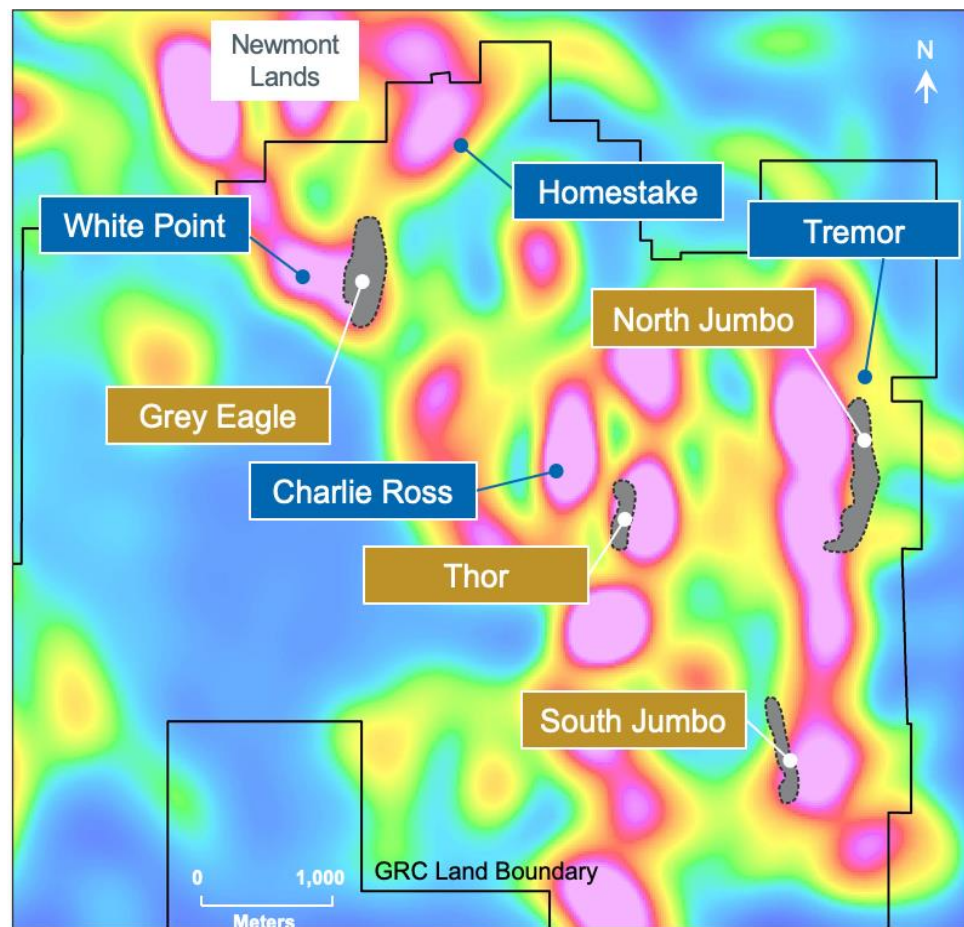 Newmont
Lands
N
Homestake
White Point
Tremor
North Jumbo
Grey Eagle
Charlie Ross
Thor
South Jumbo
GRC Land Boundary
0 1,000
Meters